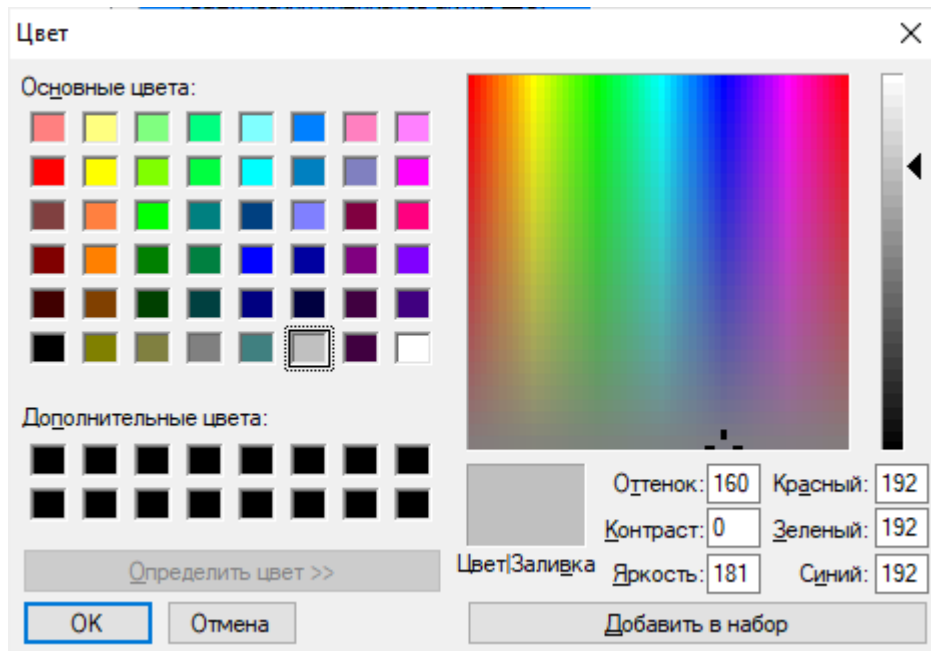 Цвет
Основные цвета:
Дополнительные цвета:
Определить цвет >>
OK
Отмена
Цвет|Заливка
Оттенок: 160
Контраст: 0
Яркость: 181
Красный: 192
Зеленый: 192
Синий: 192
Добавить в набор